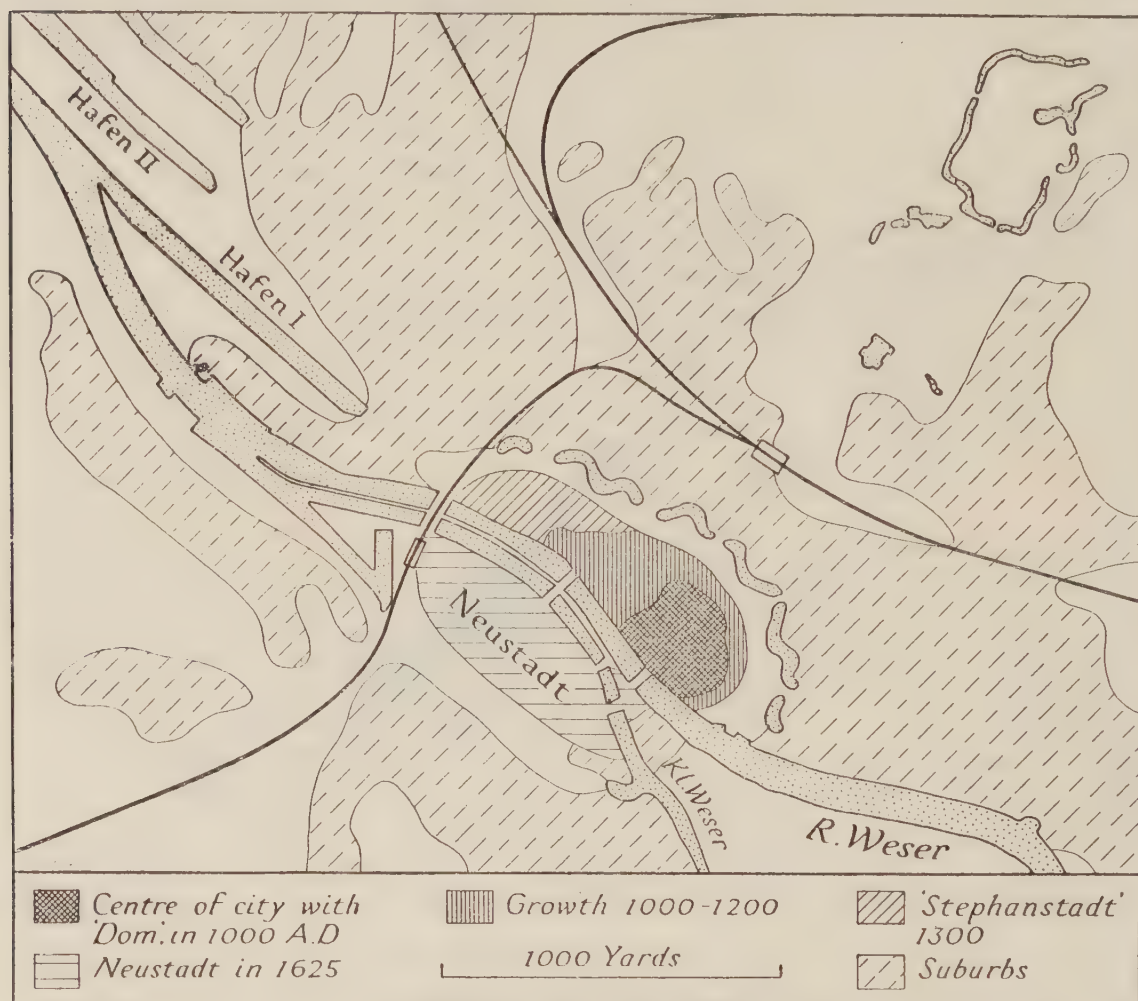 Hafen II
Hafen I
Neustadt
Kl. Weser
R. Weser
Centre of city with
'Dom'. in 1000 A.D
Growth 1000-1200
'Stephanstadt'
1300
Neustadt in 1625
1000 Yards
Suburbs